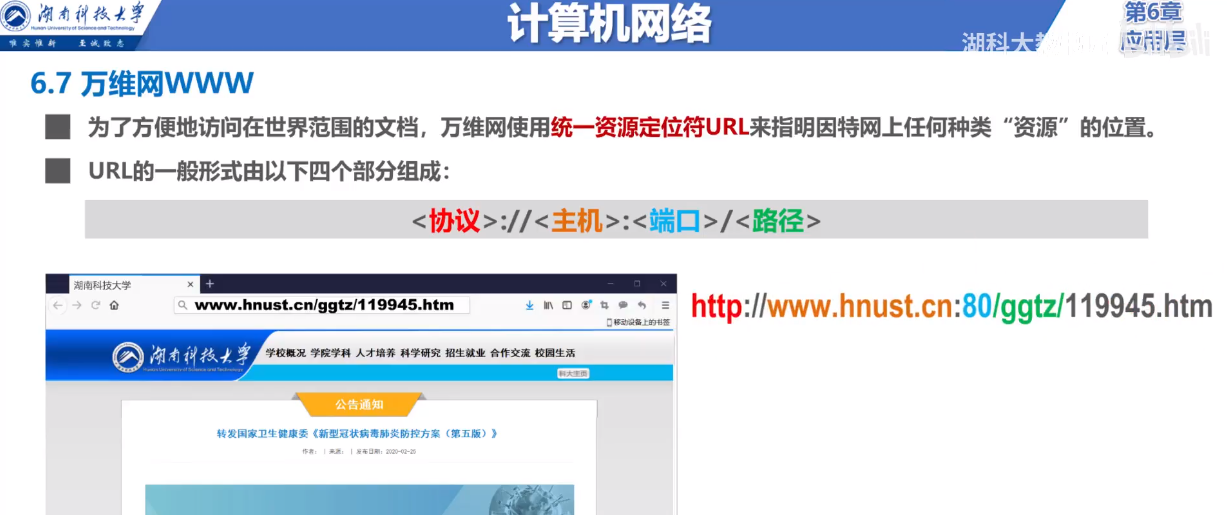 湖南科技大学
Hunan University of Science and Technology
唯实惟新 至诚致志
计算机网络
第6章
应用层
湖科大教
6.7 万维网WWW
为了方便地访问在世界范围的文档，万维网使用统一资源定位符URL来指明因特网上任何种类“资源”的位置。
URL的一般形式由以下四个部分组成：
<协议>://<主机>:<端口>/<路径>
湖南科技大学
www.hnust.cn/ggtz/119945.htm
移动设备上的书签
http://www.hnust.cn:80/ggtz/119945.htm
湖南科技大学
Hunan University of Science and Technology
学校概况 学院学科 人才培养 科学研究 招生就业 合作交流 校园生活
科大主页
公告通知
转发国家卫生健康委《新型冠状病毒肺炎防控方案（第五版）》
作者： | 来源： | 发布日期：2020-02-25